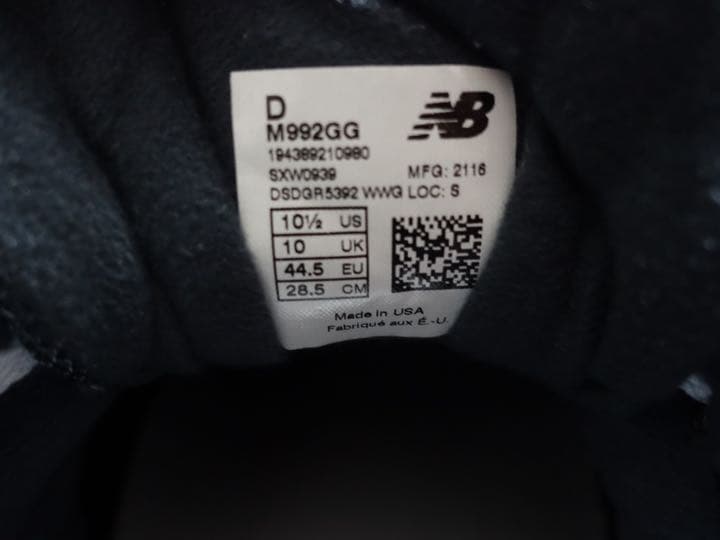 D
M992GG
NB
194389210980
SXW0939 MFG: 2116
DSDGR5392 WWG LOC: S
10½ US
10 UK
44.5 EU
28.5 CM
Made in USA
Fabriqué aux É.-U.